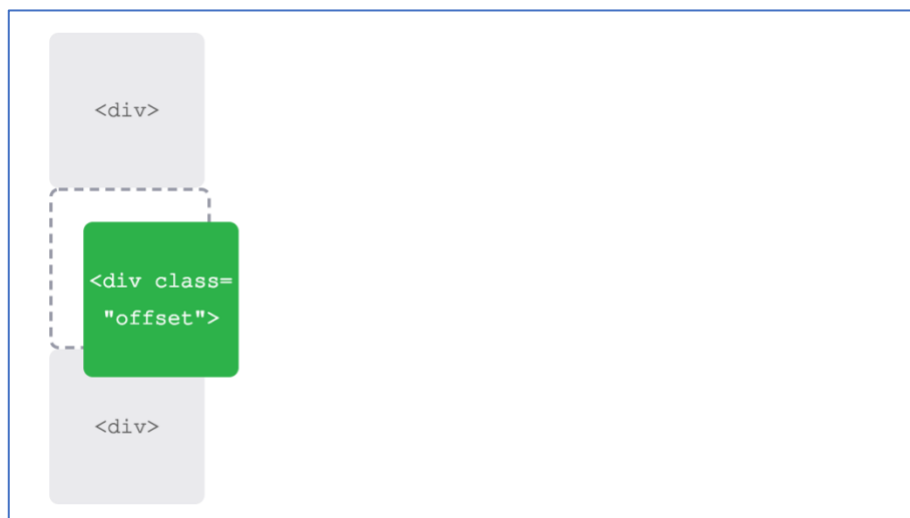 <div>
<div class=
"offset">
<div>